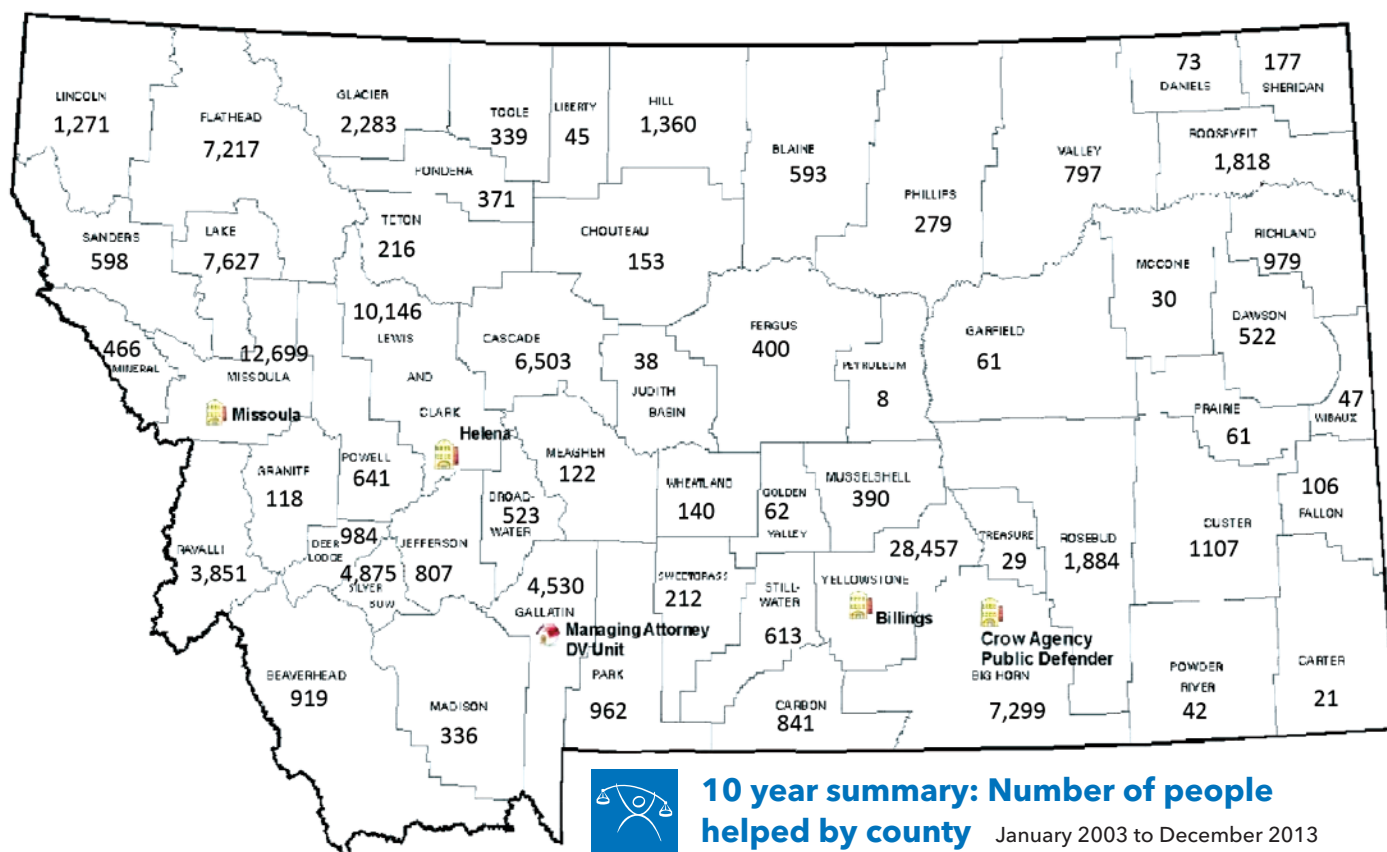 LINCOLN
1,271
FLATHEAD
7,217
GLACIER
2,283
TOOLE
339
LIBERTY
45
HILL
1,360
BLAINE
593
PHILLIPS
279
VALLEY
797
73
DANIELS
177
SHERIDAN
ROOSEVELT
1,818
PONDERA
371
TETON
216
CHOUTEAU
153
SANDERS
598
LAKE
7,627
RICHLAND
979
MCCONE
30
DAWSON
522
GARFIELD
61
10,146
LEWIS
AND
CLARK
Helena
CASCADE
6,503
38
JUDITH
BASIN
FERGUS
400
PETROLEUM
8
466
MINERAL
12,699
MISSOULA
Missoula
47
WIBAUX
PRAIRIE
61
GRANITE
118
POWELL
641
MEAGHER
122
WHEATLAND
140
GOLDEN
62
VALLEY
MUSSELSHELL
390
106
FALLON
BROAD-
523
WATER
CUSTER
1107
RAVALLI
3,851
984
DEER
LODGE
4,875
SILVER
BOW
JEFFERSON
807
28,457
YELLOWSTONE
Billings
TREASURE
29
ROSEBUD
1,884
4,530
GALLATIN
Managing Attorney
DV Unit
SWEETGRASS
212
STILL-
WATER
613
Crow Agency
Public Defender
BIG HORN
7,299
PARK
962
BEAVERHEAD
919
MADISON
336
CARBON
841
POWDER
RIVER
42
CARTER
21
10 year summary: Number of people
helped by county January 2003 to December 2013